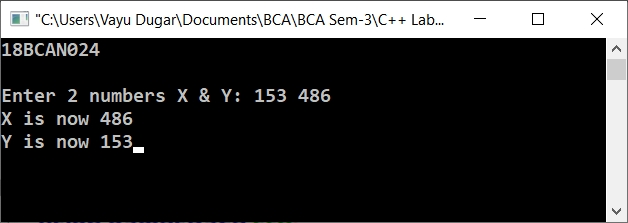 "C:\Users\Vayu Dugar\Documents\BCA\BCA Sem-3\C++ Lab...
18BCAN024
Enter 2 numbers X & Y: 153 486
X is now 486
Y is now 153